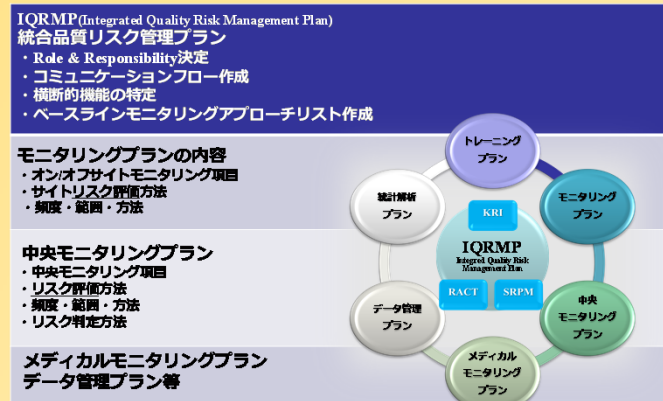 IQRMP(Integrated Quality Risk Management Plan)
統合品質リスク管理プラン
・Role & Responsibility決定
・コミュニケーションフロー作成
・横断的機能の特定
・ベースラインモニタリングアプローチリスト作成
モニタリングプランの内容
・オン/オフサイトモニタリング項目
・サイトリスク評価方法
・頻度・範囲・方法
中央モニタリングプラン
・中央モニタリング項目
・リスク評価方法
・頻度・範囲・方法
・リスク判定方法
メディカルモニタリングプラン
データ管理プラン等
トレーニング
プラン
統計解析
プラン
モニタリング
プラン
KRI
IQRMP
Integred Quality Risk
Management Plan
RACT
SRPM
データ管理
プラン
中央
モニタリング
プラン
メディカル
モニタリング
プラン